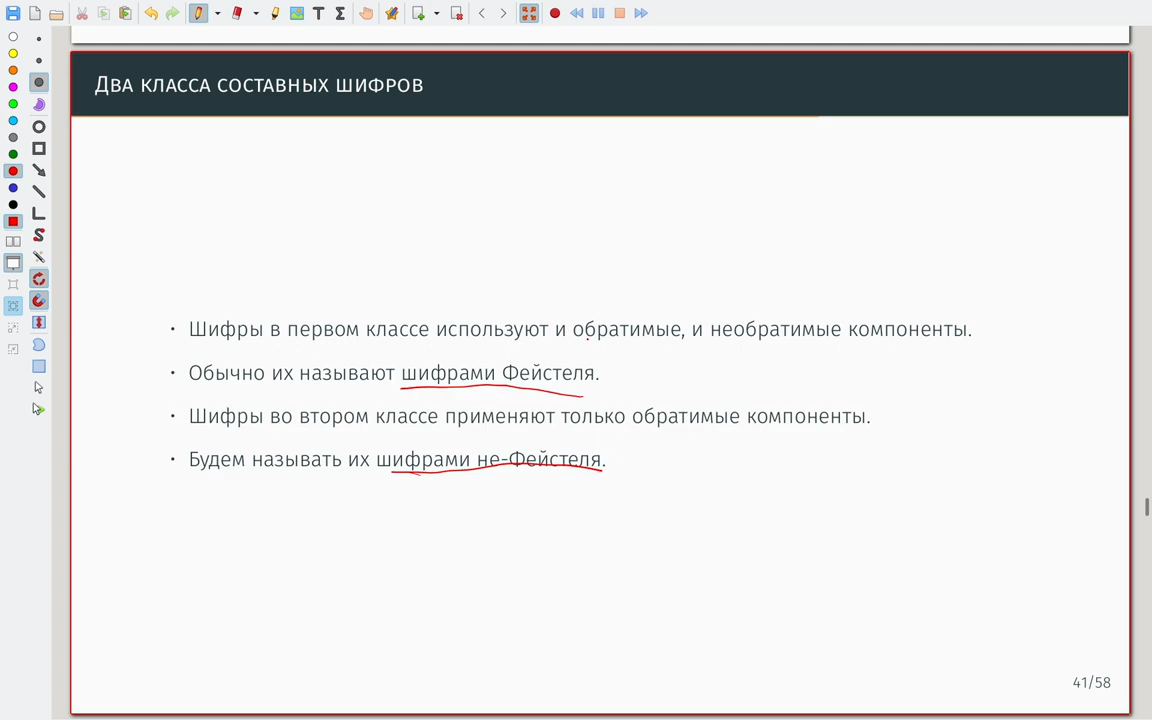 Два класса составных шифров
• Шифры в первом классе используют и обратимые, и необратимые компоненты.
• Обычно их называют шифрами Фейстеля.
• Шифры во втором классе применяют только обратимые компоненты.
• Будем называть их шифрами не-Фейстеля.
41/58